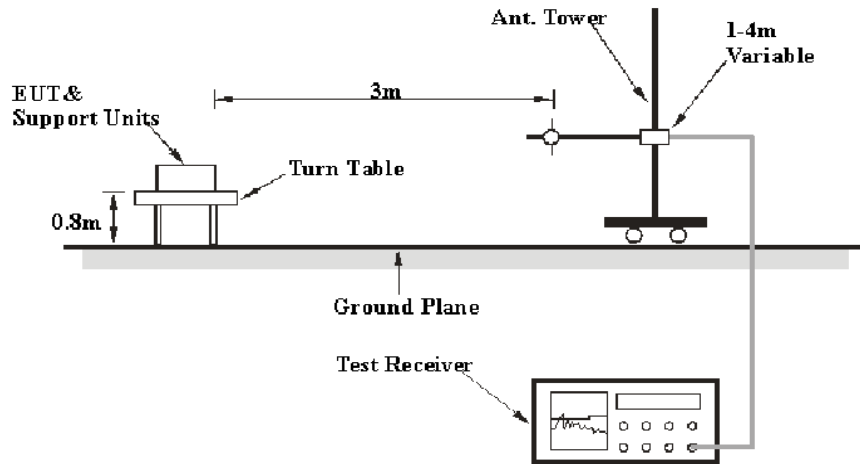 Ant. Tower
1-4m
Variable
EUT&
Support Units
3m
Turn Table
0.8m
Ground Plane
Test Receiver